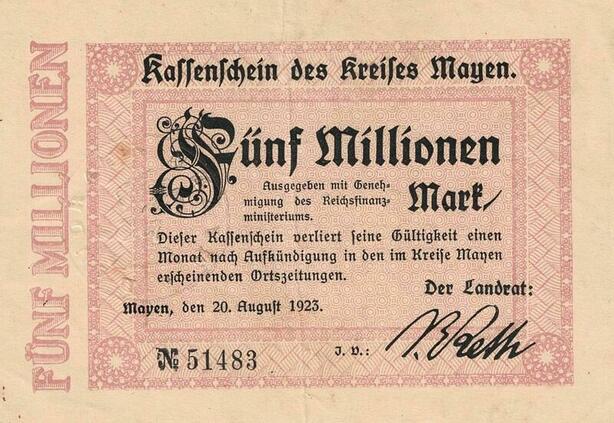 FÜNF MILLIONEN
Kassenschein des Kreises Mayen.
Fünf Millionen
Mark
Ausgegeben mit Geneh-
migung des Reichsfinanz-
ministeriums.
Dieser Kassenschein verliert seine Gültigkeit einen
Monat nach Aufkündigung in den im Kreise Mayen
erscheinenden Ortszeitungen.
Der Landrat:
Mayen, den 20. August 1923.
№ 51483
J. V.: